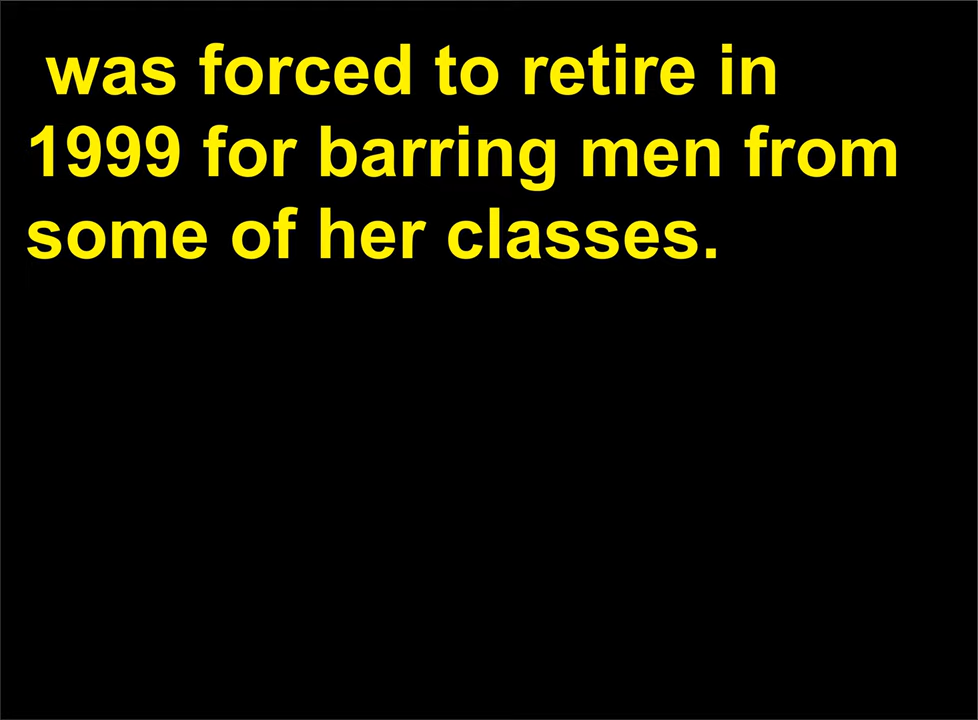 was forced to retire in
1999 for barring men from
some of her classes.